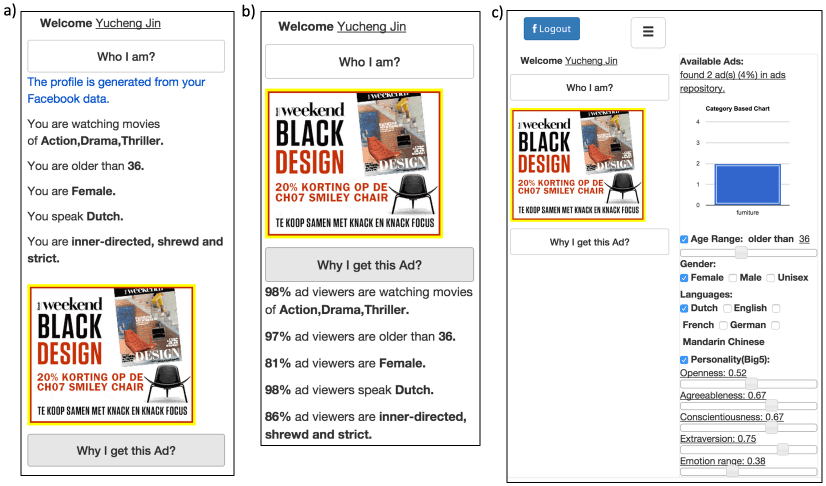 a)
Welcome Yucheng Jin
Who I am?
The profile is generated from your
Facebook data.
You are watching movies
of Action,Drama,Thriller.
You are older than 36.
You are Female.
You speak Dutch.
You are inner-directed, shrewd and
strict.
weekend
BLACK
DESIGN
DESIGN
20% KORTING OP DE
CH07 SMILEY CHAIR
TE KOOP SAMEN MET KNACK EN KNACK FOCUS
Why I get this Ad?
b)
Welcome Yucheng Jin
Who I am?
weekend
BLACK
DESIGN
DESIGN
20% KORTING OP DE
CH07 SMILEY CHAIR
TE KOOP SAMEN MET KNACK EN KNACK FOCUS
Why I get this Ad?
98% ad viewers are watching movies
of Action,Drama,Thriller.
97% ad viewers are older than 36.
81% ad viewers are Female.
98% ad viewers speak Dutch.
86% ad viewers are inner-directed,
shrewd and strict.
c)
f Logout
Welcome Yucheng Jin
Who I am?
weekend
BLACK
DESIGN
DESIGN
20% KORTING OP DE
CH07 SMILEY CHAIR
TE KOOP SAMEN MET KNACK EN KNACK FOCUS
Why I get this Ad?
Available Ads:
found 2 ad(s) (4%) in ads
repository.
Category Based Chart
4
3
2
1
0
furniture
Age Range: older than 36
Gender:
Female Male Unisex
Languages:
Dutch English
French German
Mandarin Chinese
Personality(Big5):
Openness: 0.52
Agreeableness: 0.67
Conscientiousness: 0.67
Extraversion: 0.75
Emotion range: 0.38